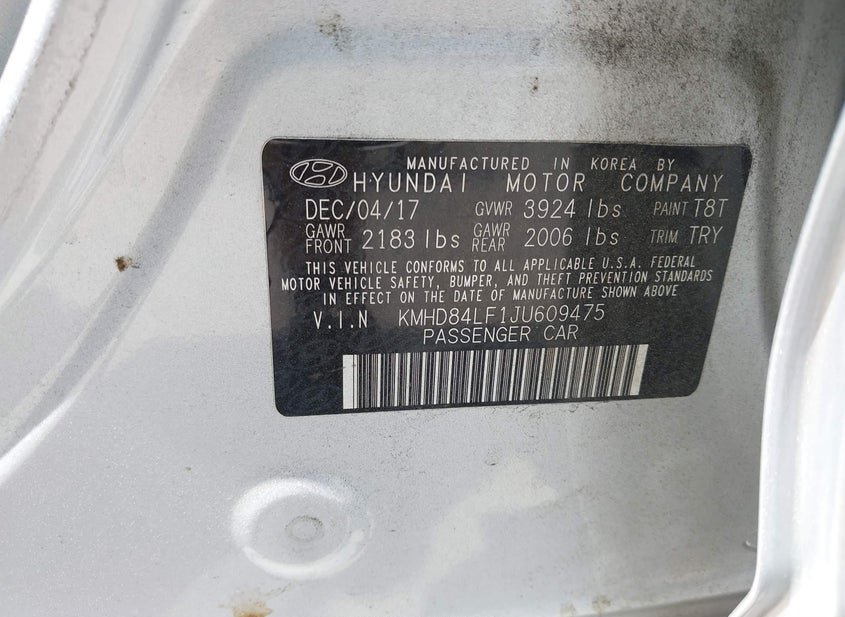 MANUFACTURED IN KOREA BY
HYUNDAI MOTOR COMPANY
DEC/04/17 GVWR 3924 lbs PAINT T8T
GAWR FRONT 2183 lbs GAWR REAR 2006 lbs TRIM TRY
THIS VEHICLE CONFORMS TO ALL APPLICABLE U.S.A. FEDERAL
MOTOR VEHICLE SAFETY, BUMPER, AND THEFT PREVENTION STANDARDS
IN EFFECT ON THE DATE OF MANUFACTURE SHOWN ABOVE
V.I.N KMHD84LF1JU609475
PASSENGER CAR